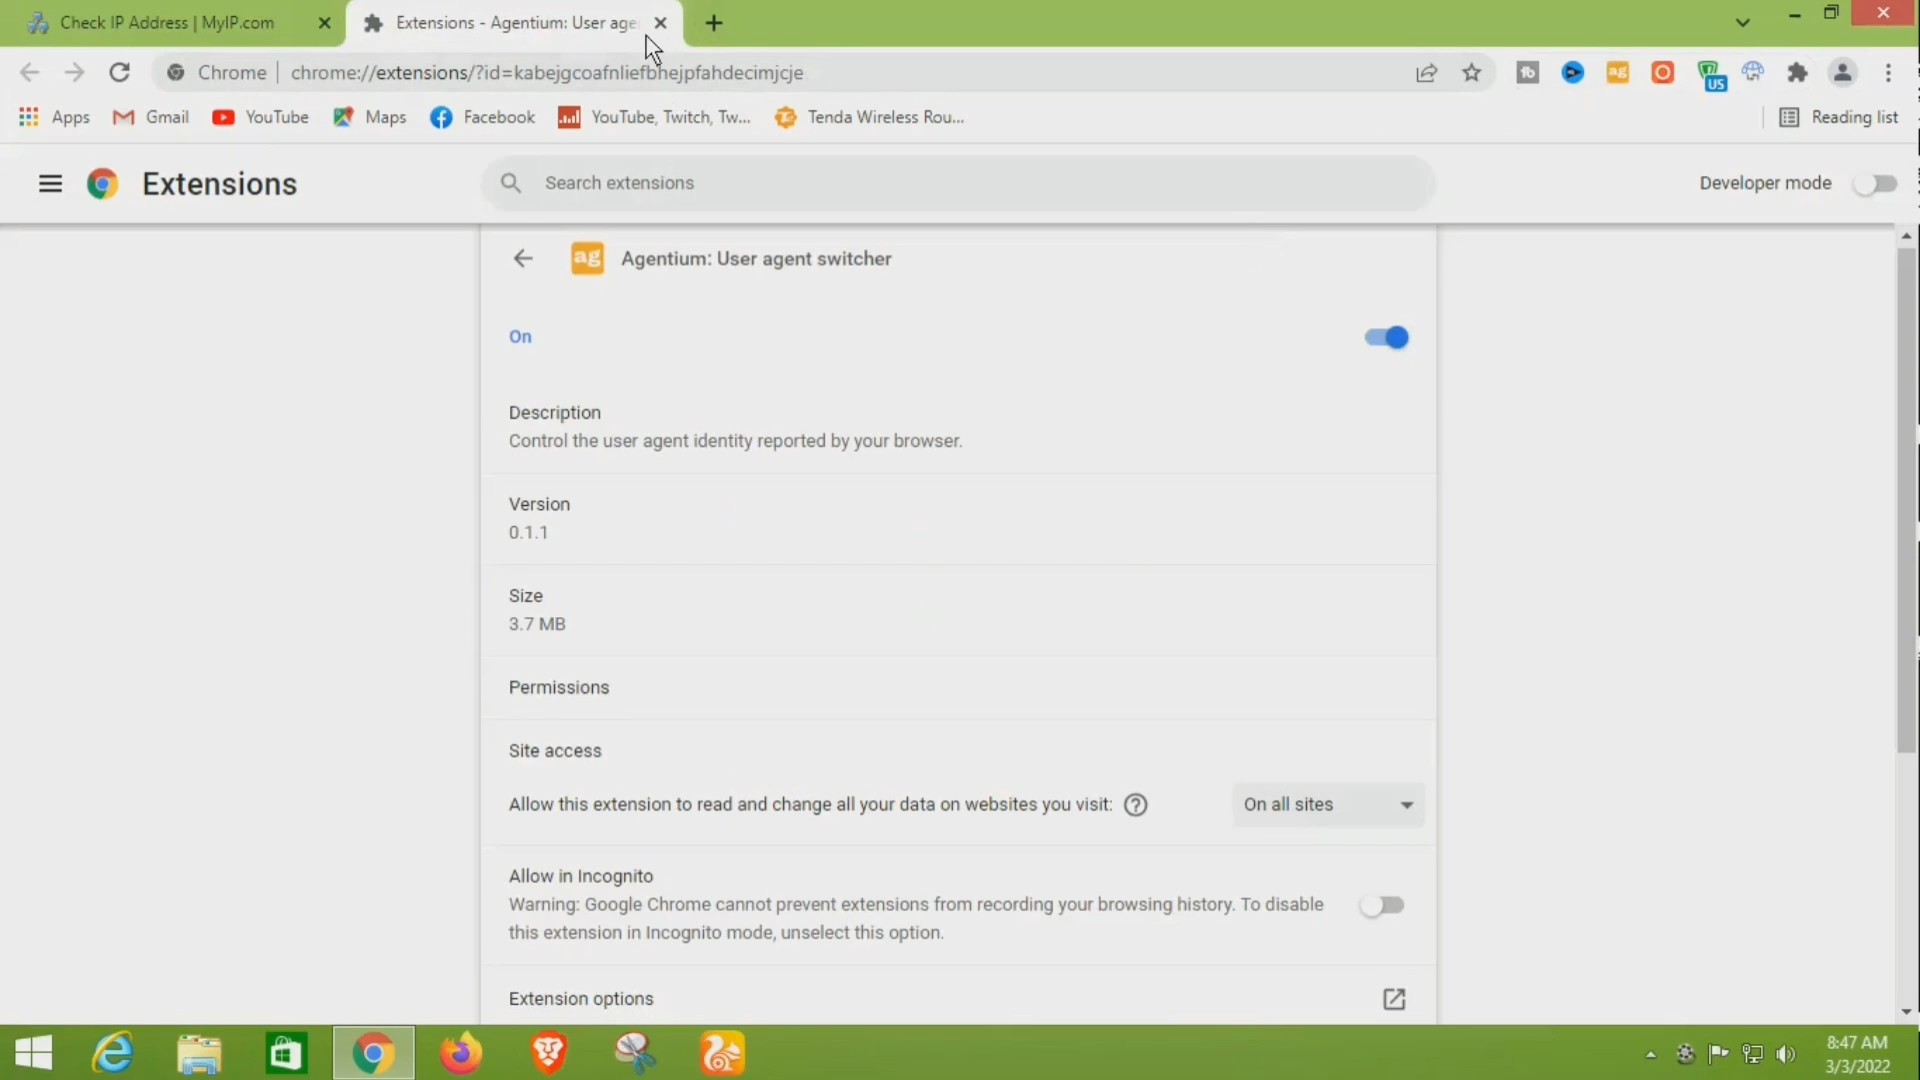 Check IP Address | MyIP.com
Extensions - Agentium: User age
Chrome
chrome://extensions/?id=kabejgcoafnliefbhejpfahdecimjcje
tb
ag
US
Apps
Gmail
YouTube
Maps
Facebook
YouTube, Twitch, Tw...
Tenda Wireless Rou...
Reading list
Extensions
Search extensions
Developer mode
ag
Agentium: User agent switcher
On
Description
Control the user agent identity reported by your browser.
Version
0.1.1
Size
3.7 MB
Permissions
Site access
Allow this extension to read and change all your data on websites you visit:
On all sites
Allow in Incognito
Warning: Google Chrome cannot prevent extensions from recording your browsing history. To disable
this extension in Incognito mode, unselect this option.
Extension options
8:47 AM
3/3/2022